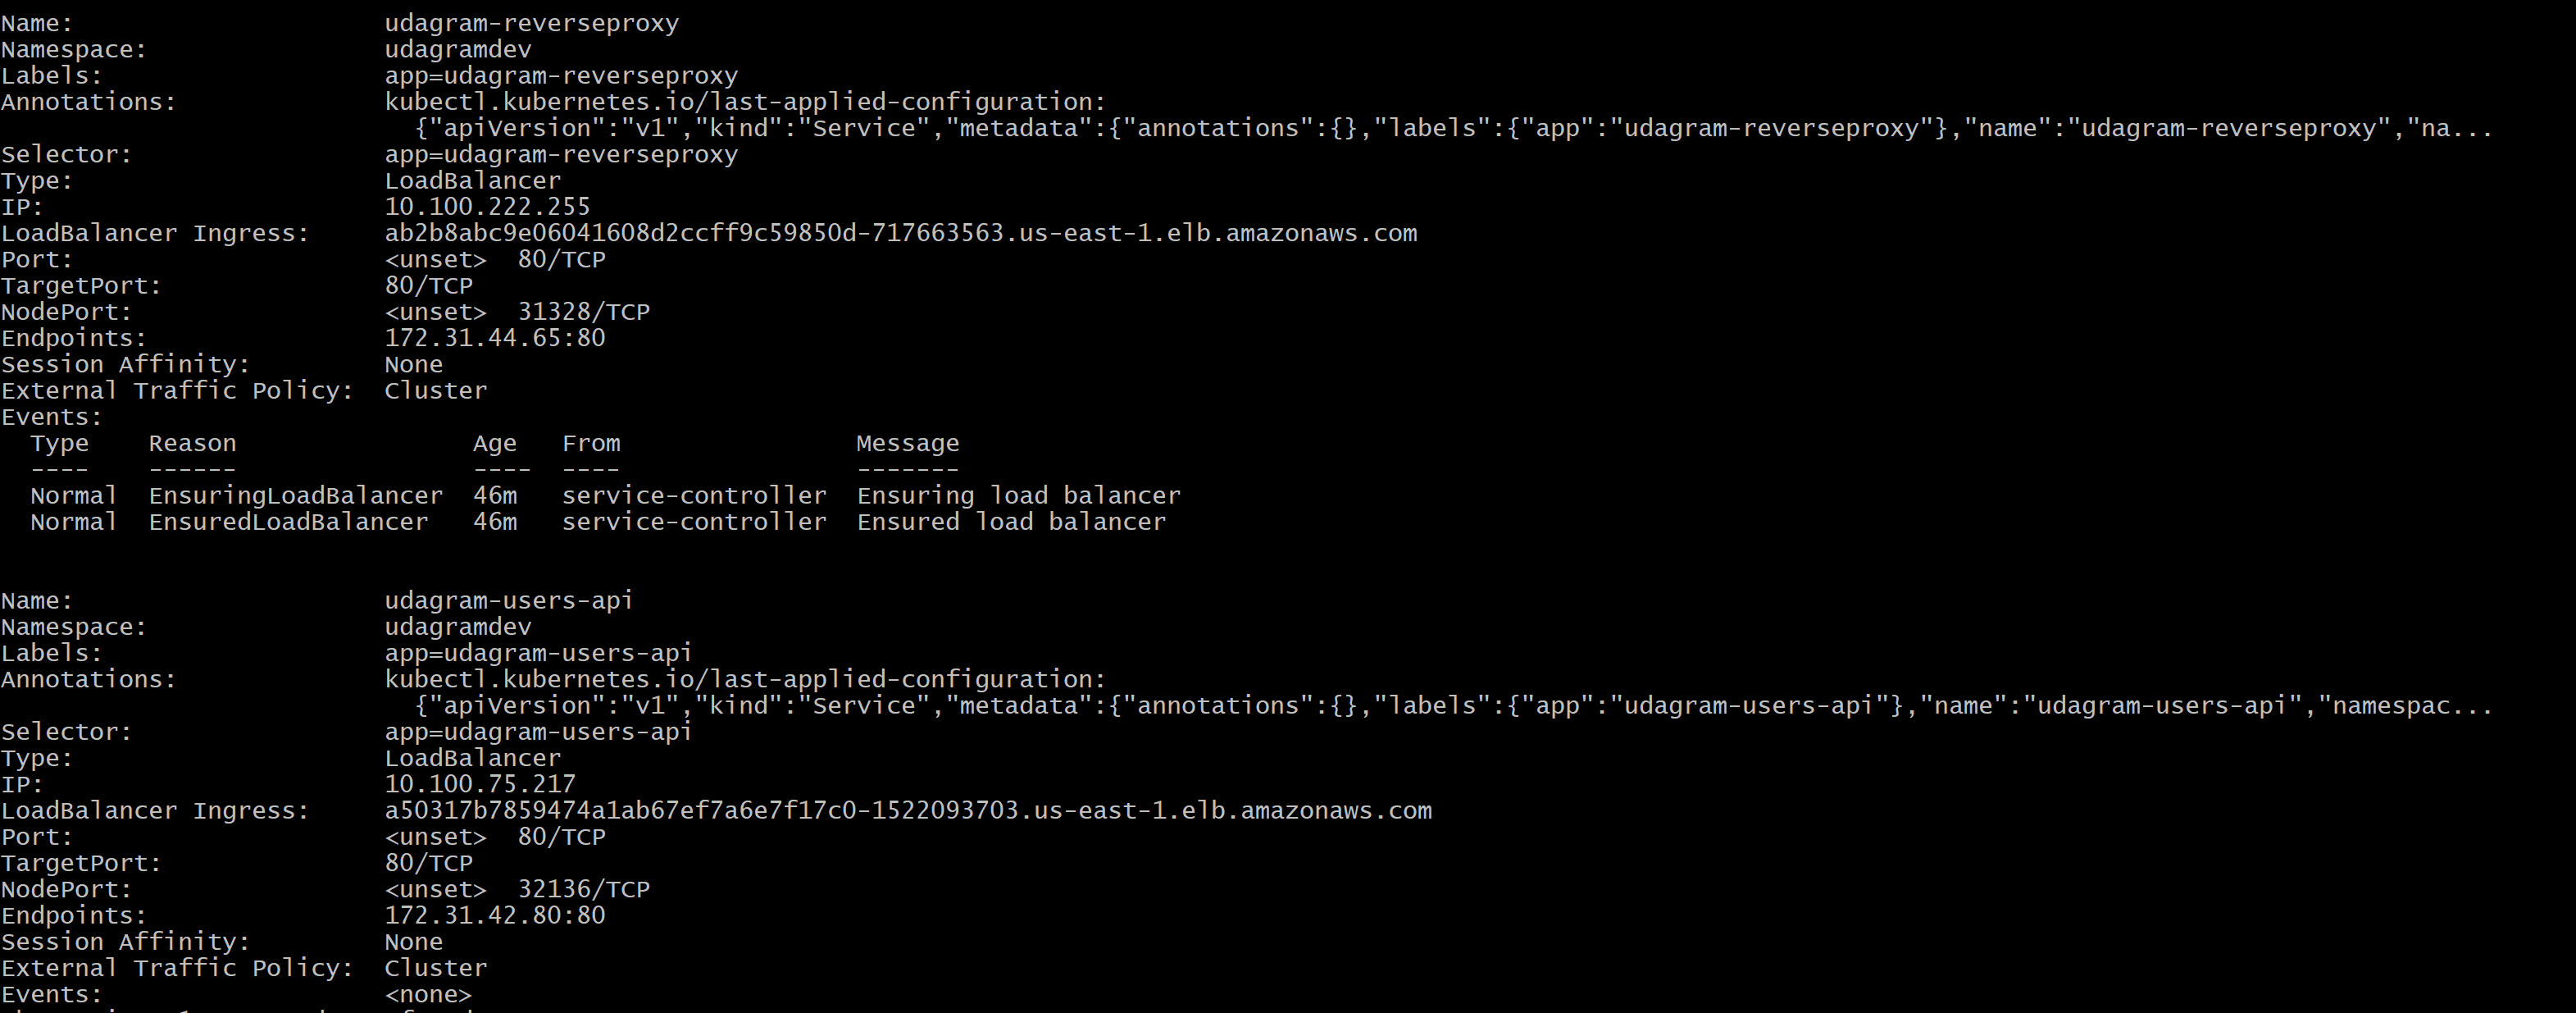 Name:                     udagram-reverseproxy
Namespace:                udagramdev
Labels:                   app=udagram-reverseproxy
Annotations:              kubectl.kubernetes.io/last-applied-configuration:
                            {"apiVersion":"v1","kind":"Service","metadata":{"annotations":{},"labels":{"app":"udagram-reverseproxy"},"name":"udagram-reverseproxy","na...
Selector:                 app=udagram-reverseproxy
Type:                     LoadBalancer
IP:                       10.100.222.255
LoadBalancer Ingress:     ab2b8abc9e06041608d2ccff9c59850d-717663563.us-east-1.elb.amazonaws.com
Port:                     <unset>  80/TCP
TargetPort:               80/TCP
NodePort:                 <unset>  31328/TCP
Endpoints:                172.31.44.65:80
Session Affinity:         None
External Traffic Policy:  Cluster
Events:
  Type    Reason                Age   From                Message
  ----    ------                ----  ----                -------
  Normal  EnsuringLoadBalancer  46m   service-controller  Ensuring load balancer
  Normal  EnsuredLoadBalancer   46m   service-controller  Ensured load balancer
Name:                     udagram-users-api
Namespace:                udagramdev
Labels:                   app=udagram-users-api
Annotations:              kubectl.kubernetes.io/last-applied-configuration:
                            {"apiVersion":"v1","kind":"Service","metadata":{"annotations":{},"labels":{"app":"udagram-users-api"},"name":"udagram-users-api","namespac...
Selector:                 app=udagram-users-api
Type:                     LoadBalancer
IP:                       10.100.75.217
LoadBalancer Ingress:     a50317b7859474a1ab67ef7a6e7f17c0-1522093703.us-east-1.elb.amazonaws.com
Port:                     <unset>  80/TCP
TargetPort:               80/TCP
NodePort:                 <unset>  32136/TCP
Endpoints:                172.31.42.80:80
Session Affinity:         None
External Traffic Policy:  Cluster
Events:                   <none>